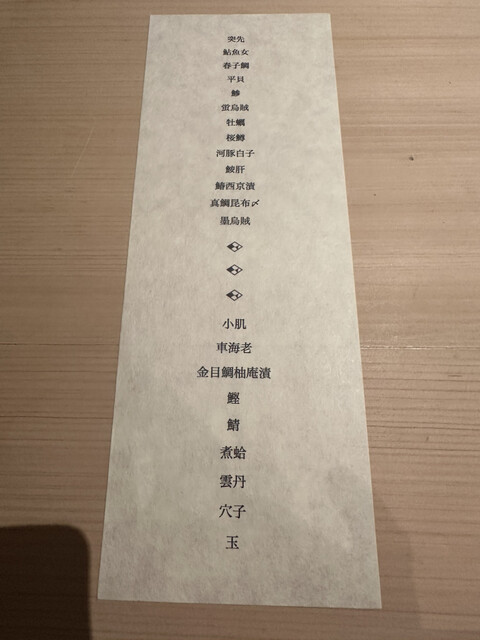 突先
鮎魚女
春子鯛
平貝
鯵
蛍烏賊
牡蠣
桜鱒
河豚白子
鮟肝
鰆西京漬
真鯛昆布〆
墨烏賊
小肌
車海老
金目鯛柚庵漬
鰹
鯖
煮蛤
雲丹
穴子
玉